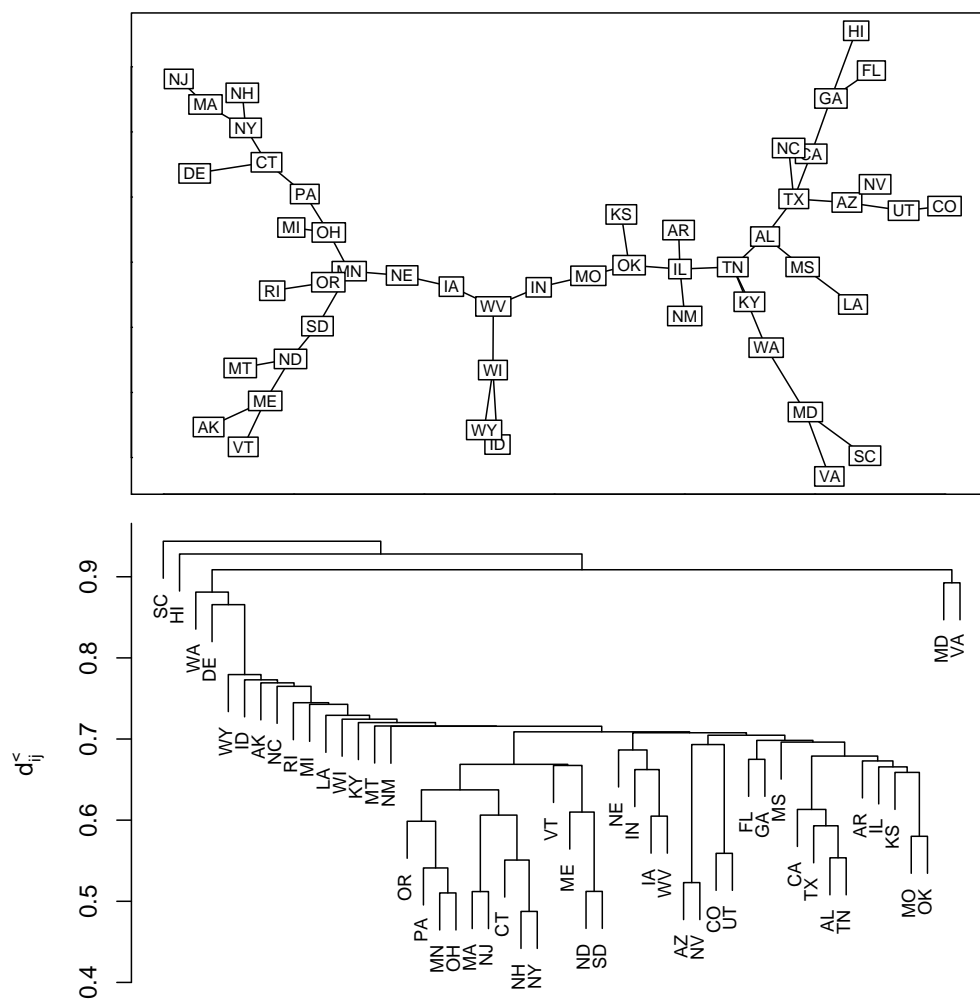 HI
NJ
FL
NH
MA
GA
NY
NC
CA
CT
DE
NV
PA
TX
AZ
UT
CO
KS
MI
AR
OH
AL
OK
MN
NE
IL
TN
MS
MO
OR
RI
IA
IN
WV
KY
LA
NM
SD
WA
ND
MT
WI
ME
MD
AK
WY
ID
VT
SC
VA
0.9
0.8
0.7
0.6
0.5
0.4
d<ij
SC
HI
WA
DE
WY
ID
AK
NC
RI
MI
LA
WI
KY
MT
NM
OR
PA
MN
OH
MA
NJ
CT
NH
NY
VT
ME
ND
SD
NE
IN
IA
WV
AZ
NV
CO
UT
FL
GA
MS
CA
TX
AL
TN
AR
IL
KS
MO
OK
MD
VA